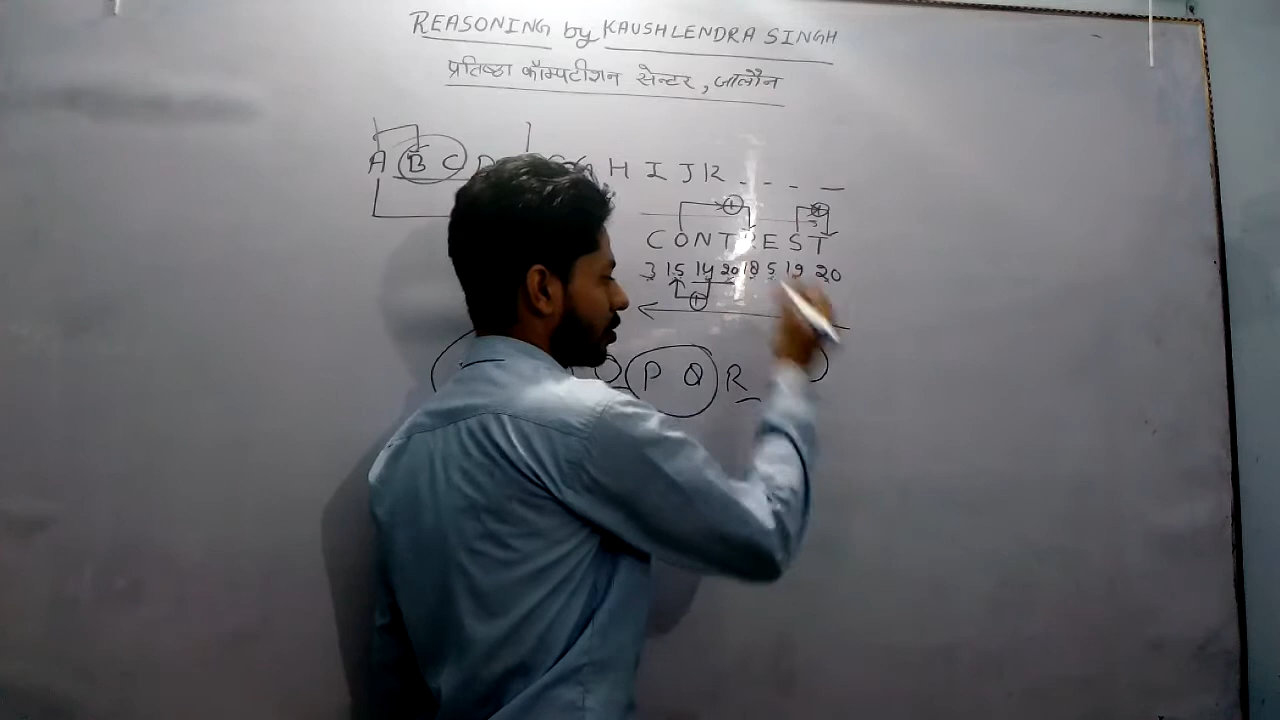 REASONING by KAUSHLENDRA SINGH
प्रतिष्ठा कॉम्पटीशन सेन्टर, जालौन
A B C D G H I J K - - - -
C O N T R E S T
3 15 14 20 18 5 19 20
O P Q R